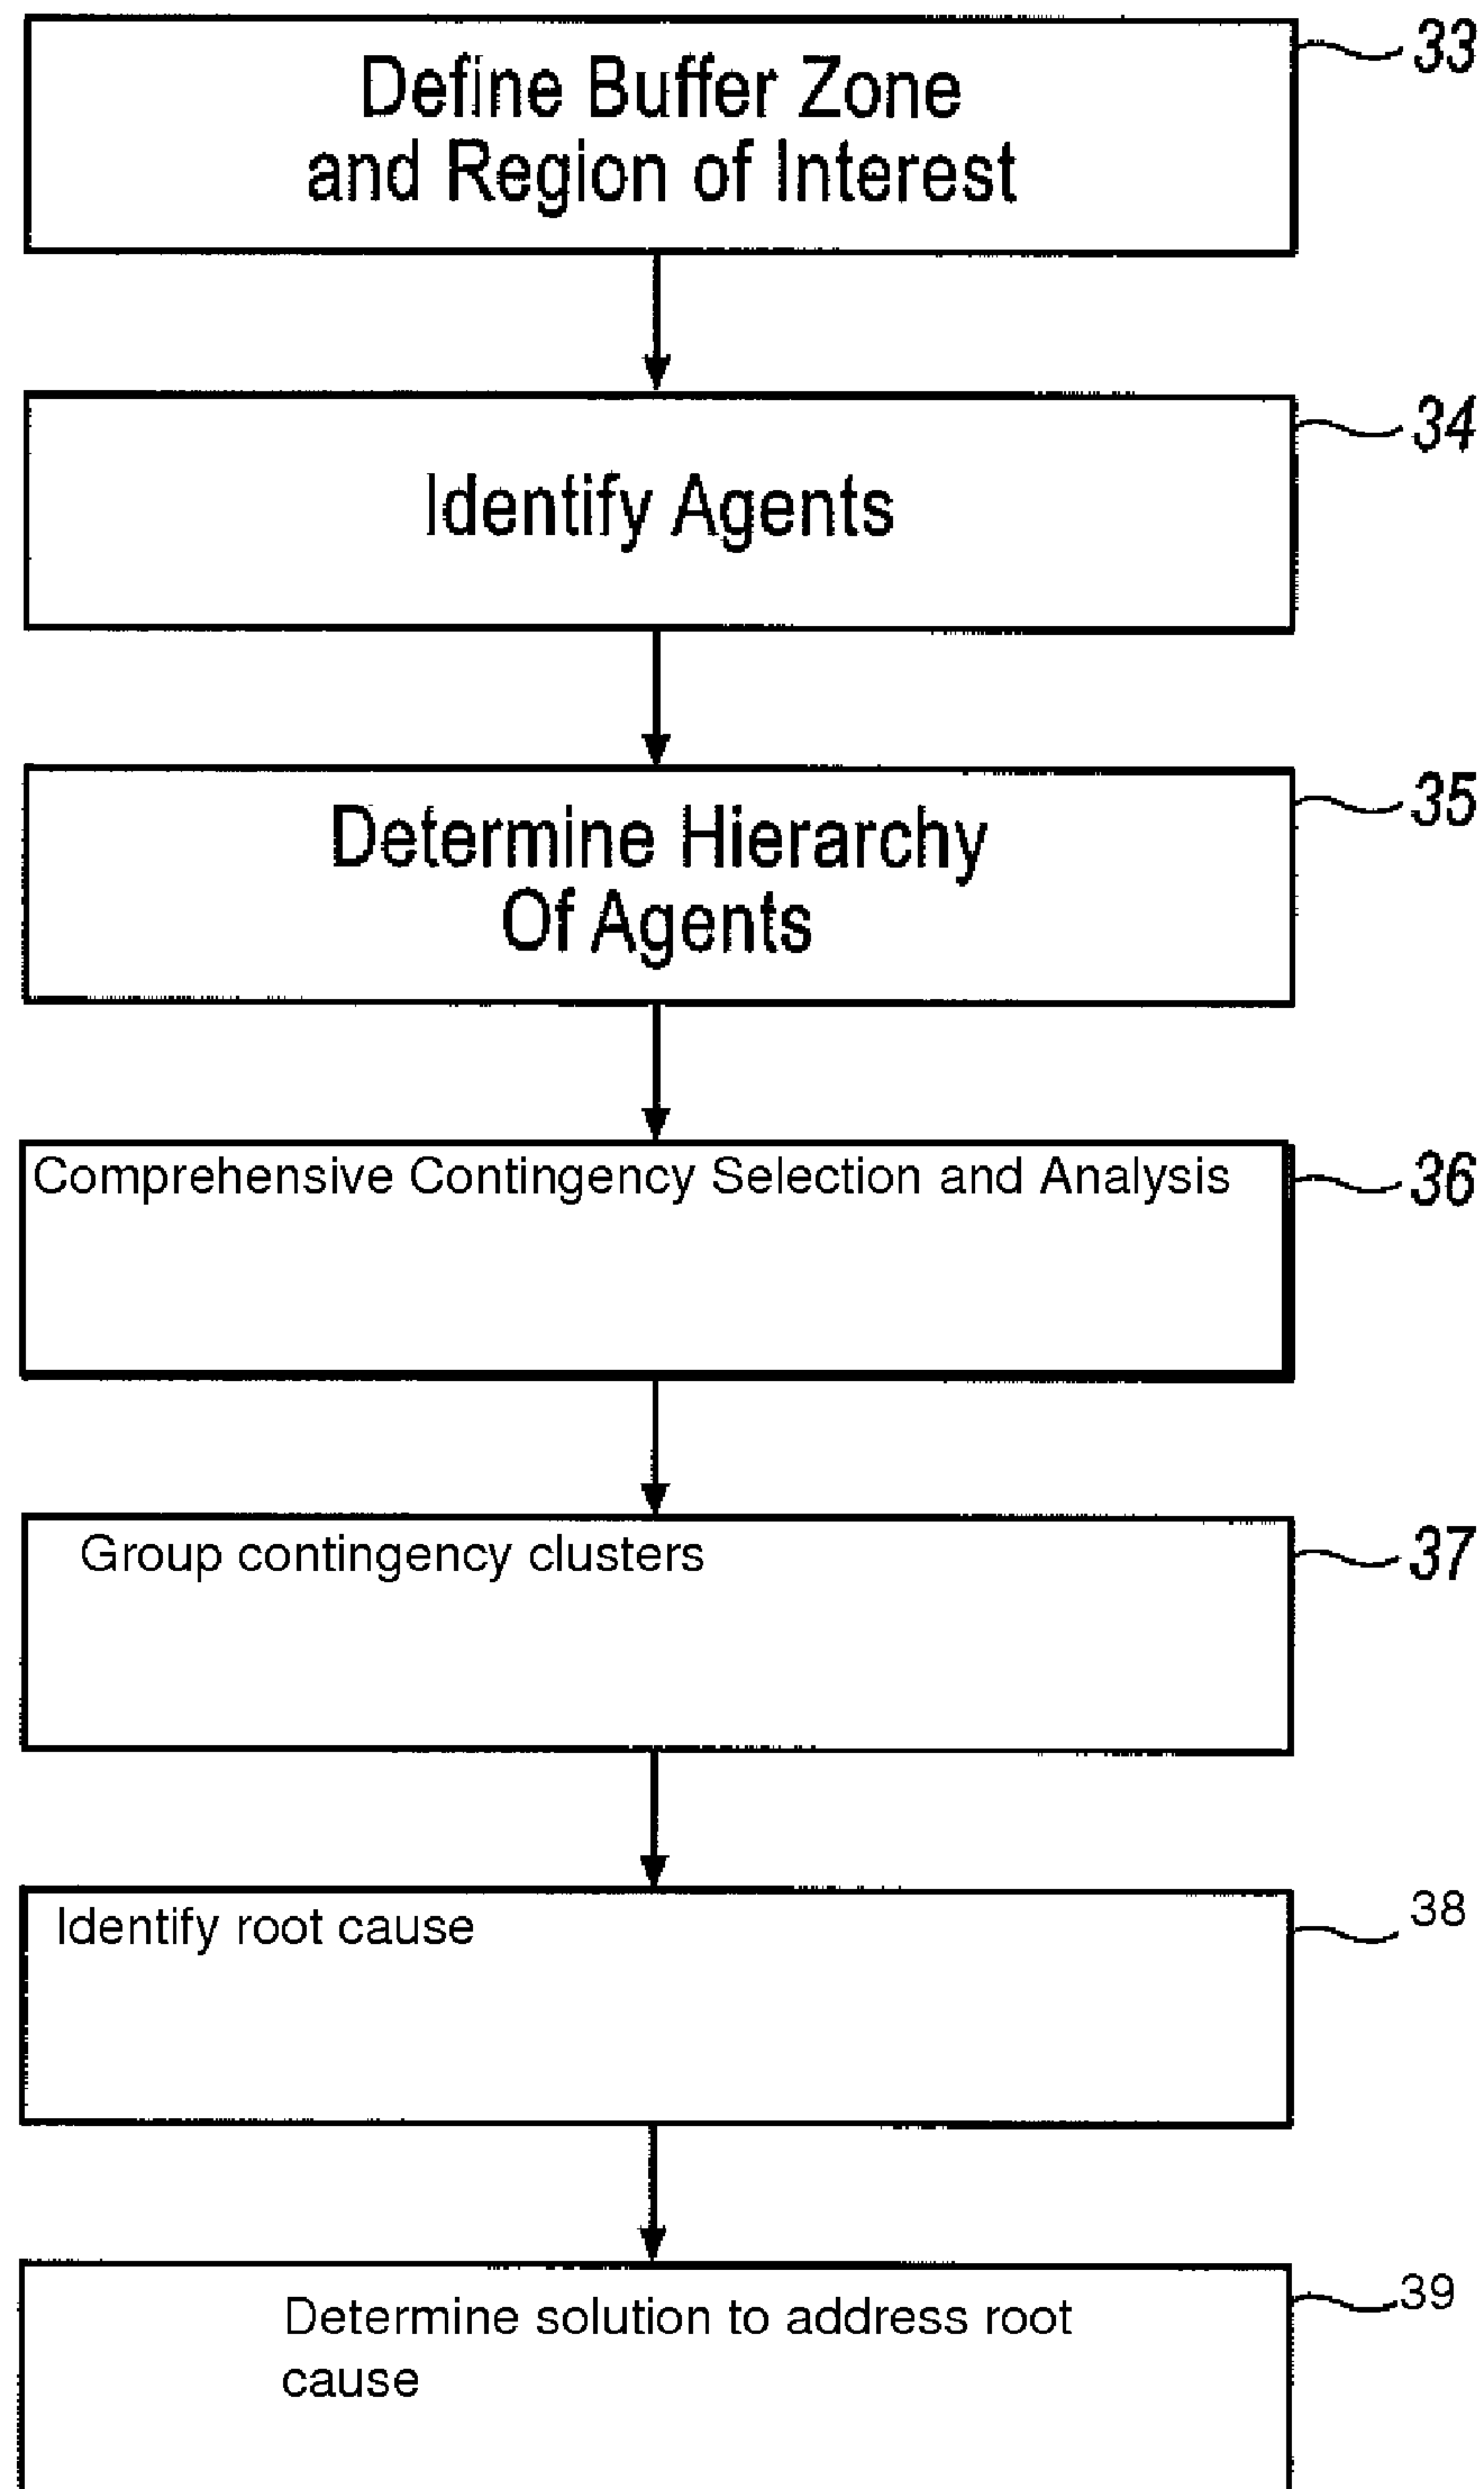 Define Buffer Zone
and Region of Interest
33
Identify Agents
34
Determine Hierarchy
Of Agents
35
Comprehensive Contingency Selection and Analysis
36
Group contingency clusters
37
Identify root cause
38
Determine solution to address root
cause
39